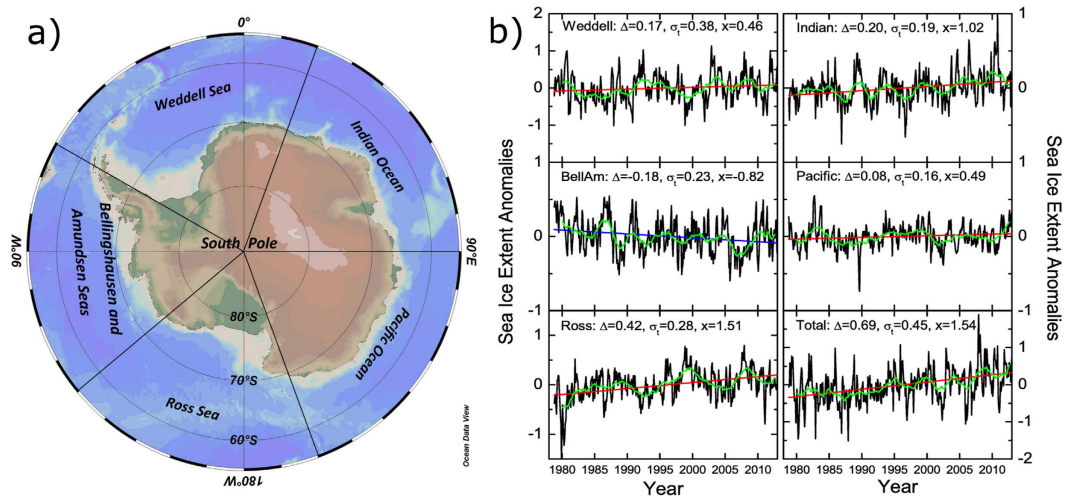 a)
0°
Weddell Sea
Indian Ocean
90°W
Bellingshausen and
Amundsen Seas
South Pole
90°E
80°S
Pacific Ocean
70°S
Ross Sea
60°S
180°W
Ocean Data View
b)
Sea Ice Extent Anomalies
Sea Ice Extent Anomalies
Weddell: Δ=0.17, σt=0.38, x=0.46
2
1
0
-1
Indian: Δ=0.20, σt=0.19, x=1.02
1
0
-1
BellAm: Δ=-0.18, σt=0.23, x=-0.82
1
0
-1
Pacific: Δ=0.08, σt=0.16, x=0.49
1
0
-1
Ross: Δ=0.42, σt=0.28, x=1.51
1
0
-1
Total: Δ=0.69, σt=0.45, x=1.54
1
0
-1
-2
1980 1985 1990 1995 2000 2005 2010
1980 1985 1990 1995 2000 2005 2010
Year
Year